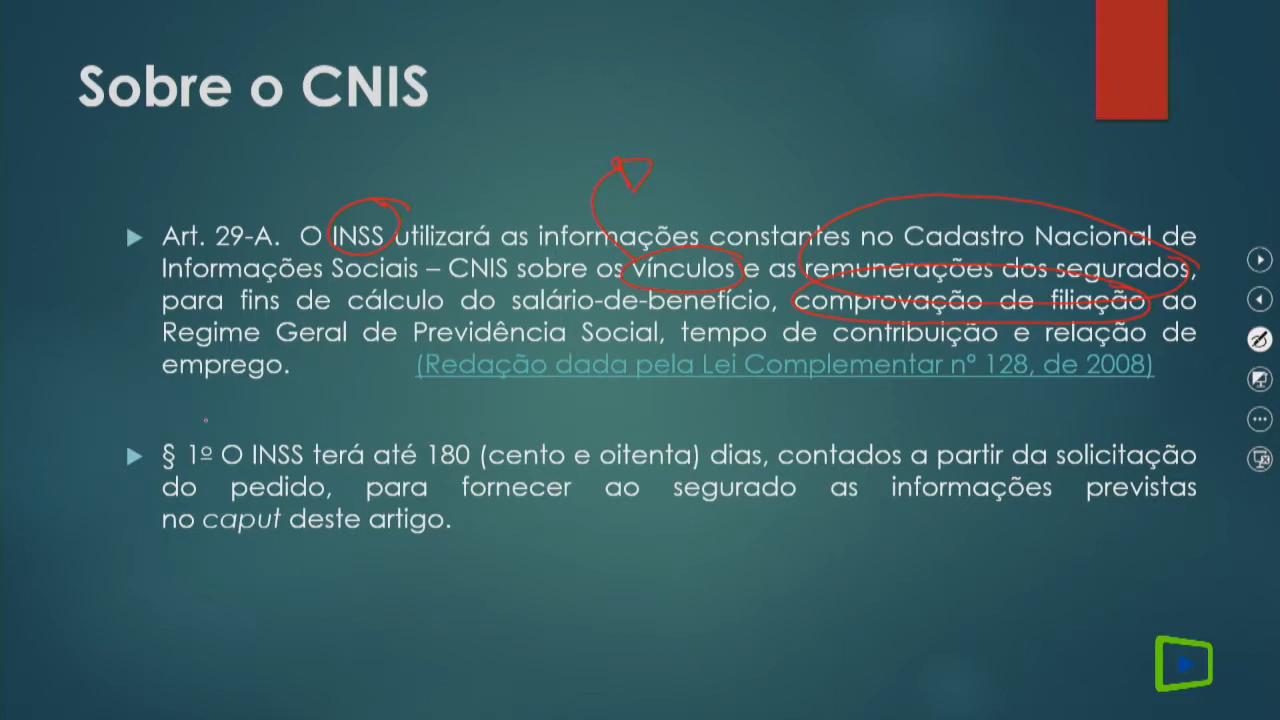 Sobre o CNIS
Art. 29-A. O INSS utilizará as informações constantes no Cadastro Nacional de
Informações Sociais – CNIS sobre os vínculos e as remunerações dos segurados,
para fins de cálculo do salário-de-benefício, comprovação de filiação ao
Regime Geral de Previdência Social, tempo de contribuição e relação de
emprego. (Redação dada pela Lei Complementar nº 128, de 2008)
§ 1º O INSS terá até 180 (cento e oitenta) dias, contados a partir da solicitação
do pedido, para fornecer ao segurado as informações previstas
no caput deste artigo.